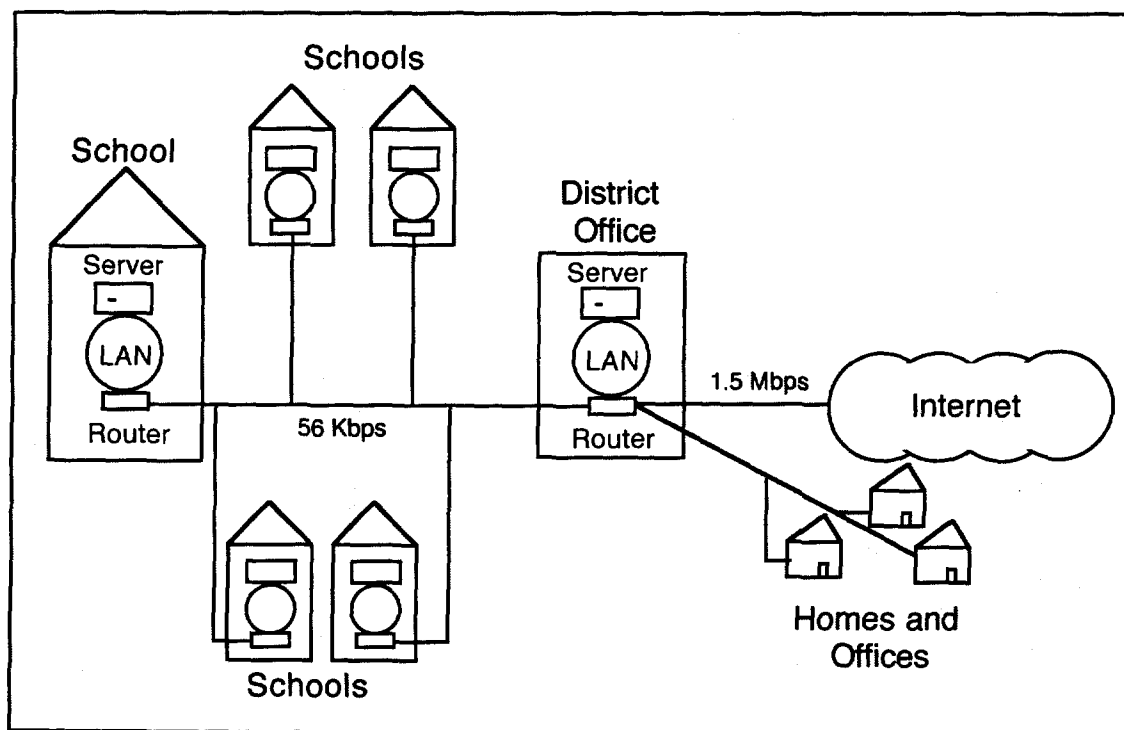 Schools
School
District
Office
Server
Server
LAN
LAN
1.5 Mbps
Internet
Router
56 Kbps
Router
Homes and
Offices
Schools